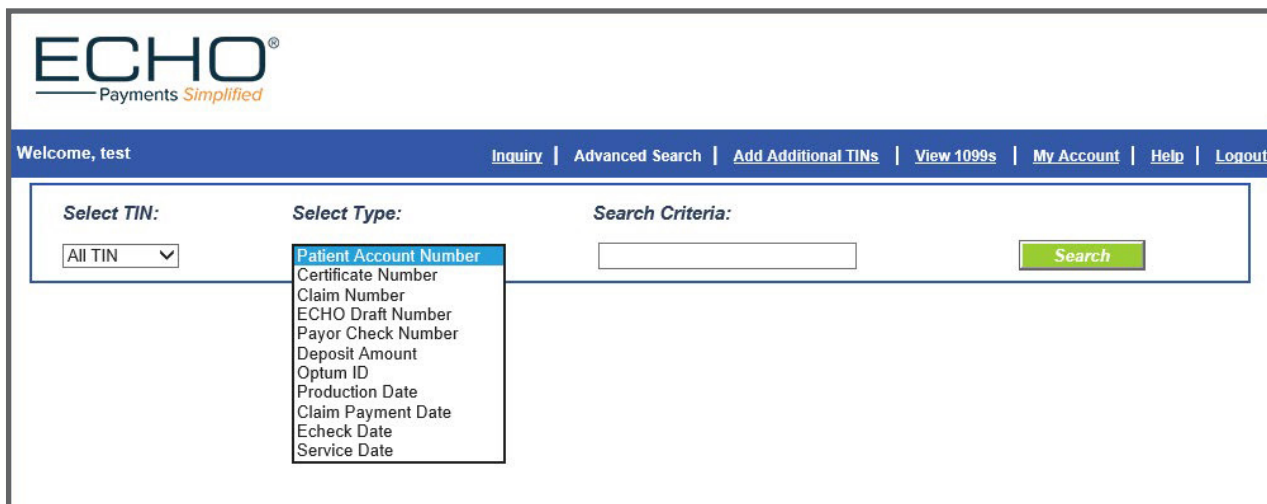 ECHO®
Payments Simplified
Welcome, test
Inquiry | Advanced Search | Add Additional TINs | View 1099s | My Account | Help | Logout
Select TIN: Select Type: Search Criteria:
All TIN Patient Account Number Search
Certificate Number
Claim Number
ECHO Draft Number
Payor Check Number
Deposit Amount
Optum ID
Production Date
Claim Payment Date
Echeck Date
Service Date